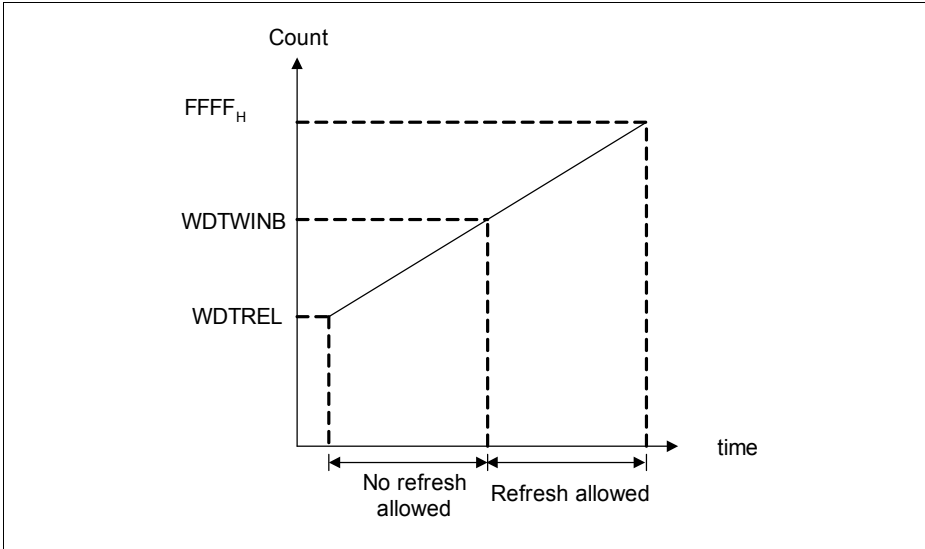 Count
FFFF_H
WDTWINB
WDTREL
time
No refresh
allowed
Refresh allowed